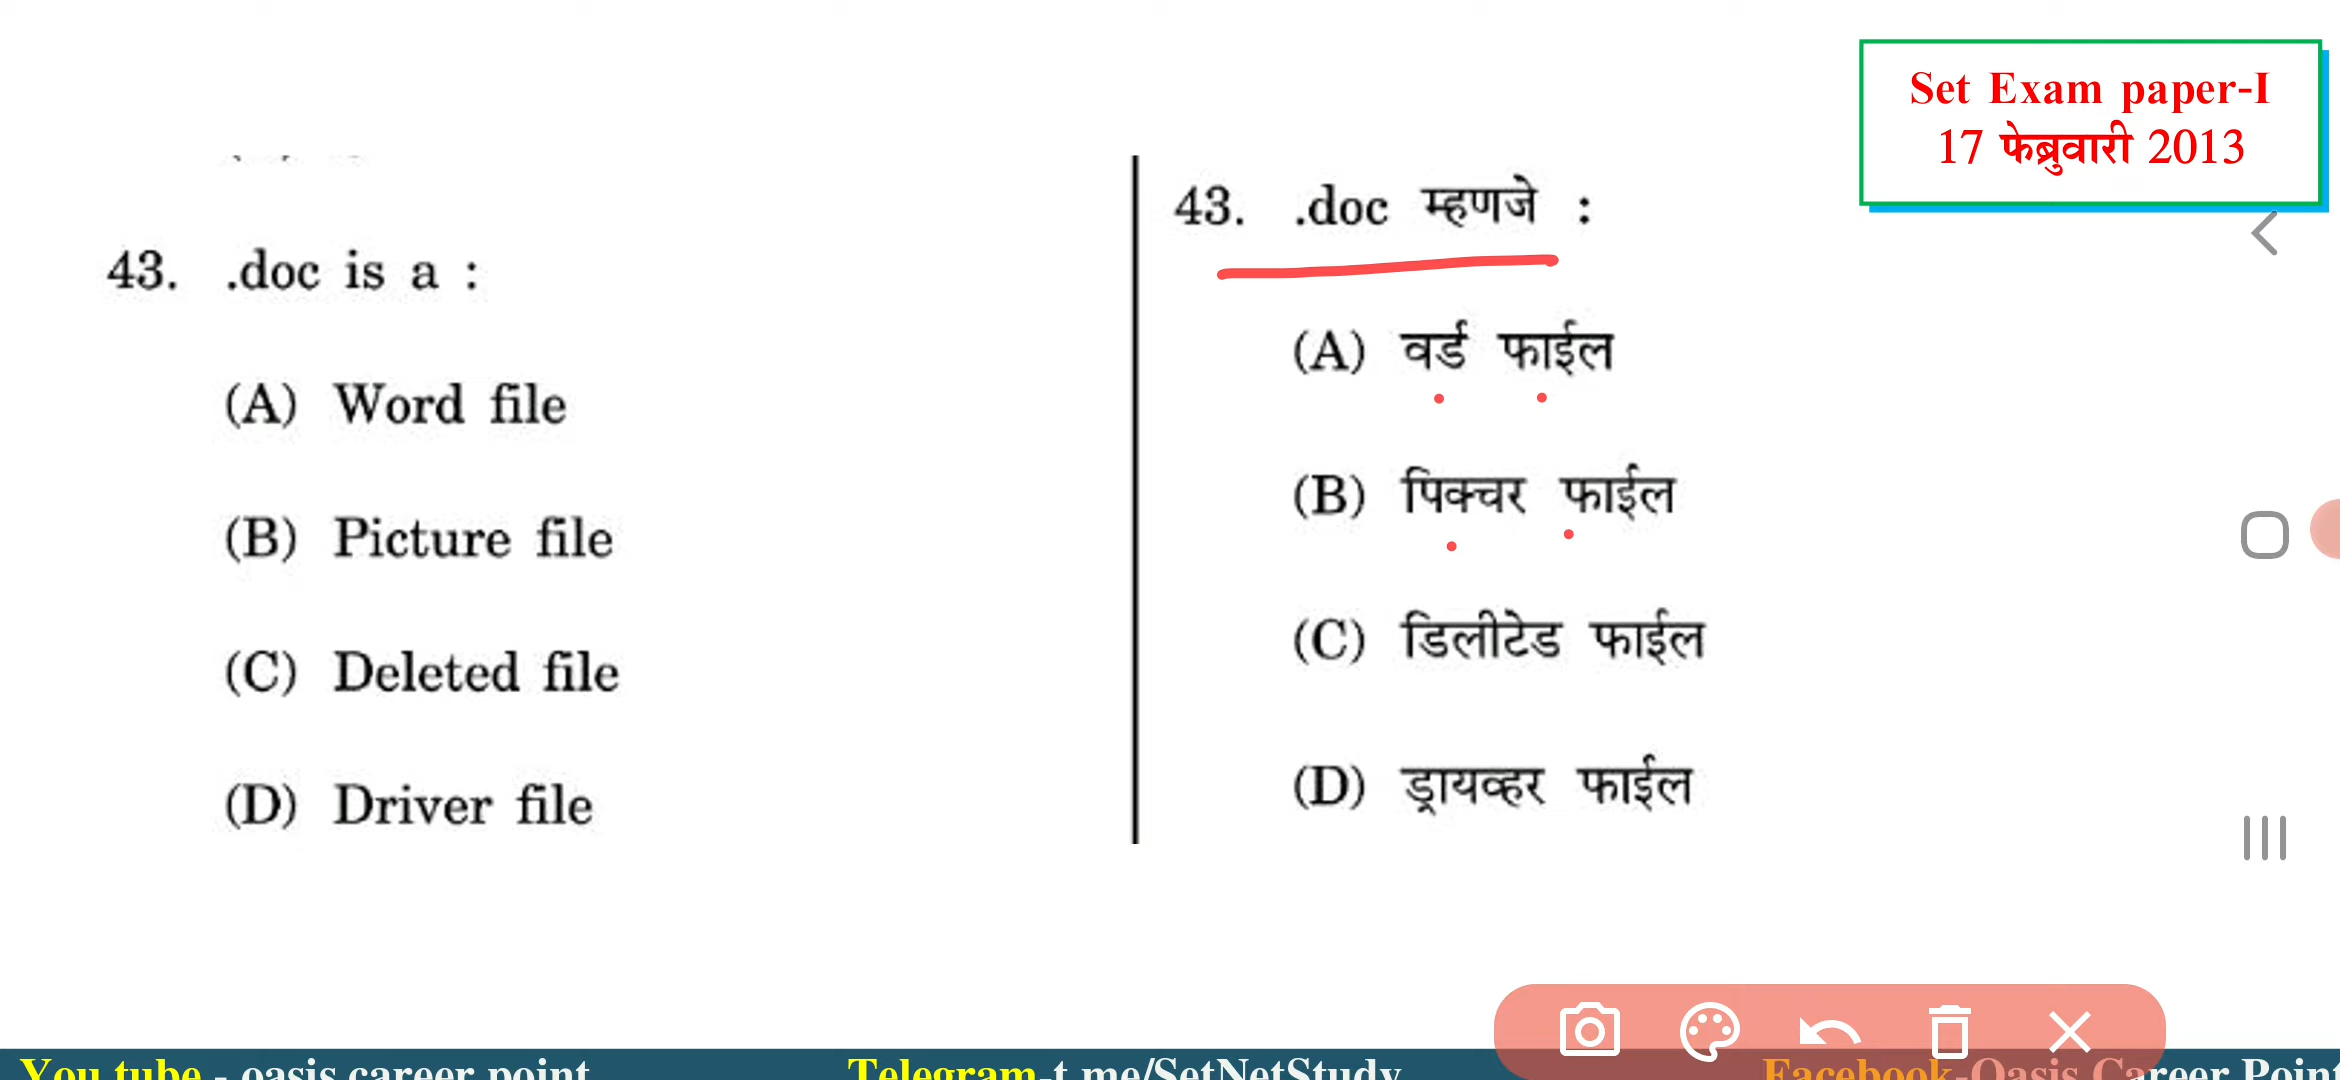 Set Exam paper-I
17 फेब्रुवारी 2013
43. .doc is a :
(A) Word file
(B) Picture file
(C) Deleted file
(D) Driver file
43. .doc म्हणजे :
(A) वर्ड फाईल
(B) पिक्चर फाईल
(C) डिलीटेड फाईल
(D) ड्रायव्हर फाईल
You tube - oasis career point
Telegram-t.me/SetNetStudy
Facebook-Oasis Career Point